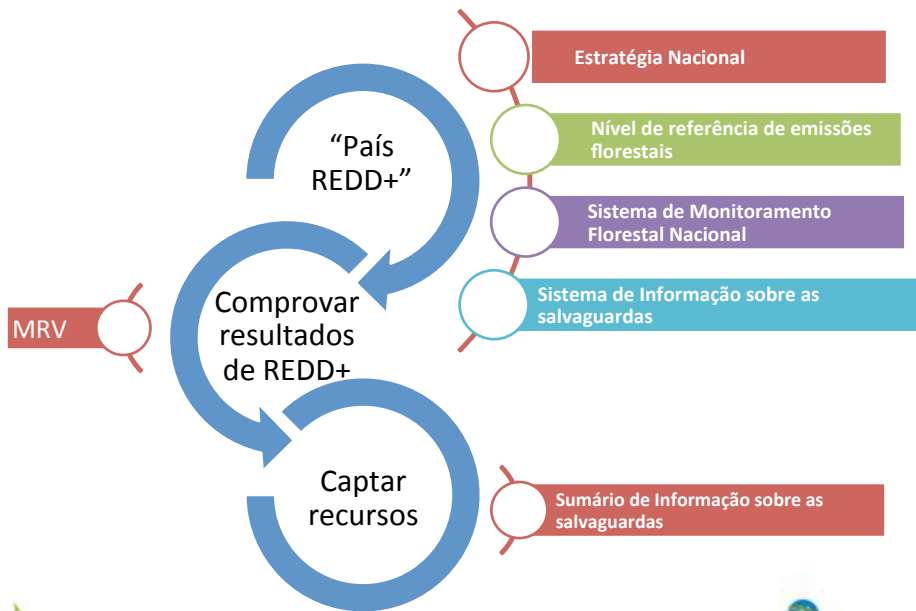 “País
REDD+”
Estratégia Nacional
Nível de referência de emissões
florestais
Sistema de Monitoramento
Florestal Nacional
Sistema de Informação sobre as
salvaguardas
MRV
Comprovar
resultados
de REDD+
Captar
recursos
Sumário de Informação sobre as
salvaguardas